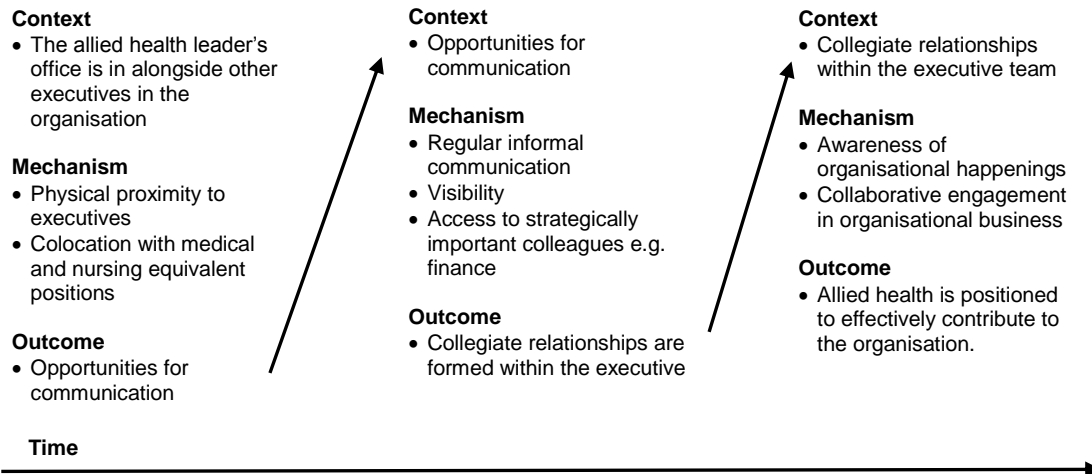 Context
• The allied health leader's
office is in alongside other
executives in the
organisation
Mechanism
• Physical proximity to
executives
• Colocation with medical
and nursing equivalent
positions
Outcome
• Opportunities for
communication
Context
• Opportunities for
communication
Mechanism
• Regular informal
communication
• Visibility
• Access to strategically
important colleagues e.g.
finance
Outcome
• Collegiate relationships are
formed within the executive
Context
• Collegiate relationships
within the executive team
Mechanism
• Awareness of
organisational happenings
• Collaborative engagement
in organisational business
Outcome
• Allied health is positioned
to effectively contribute to
the organisation.
Time